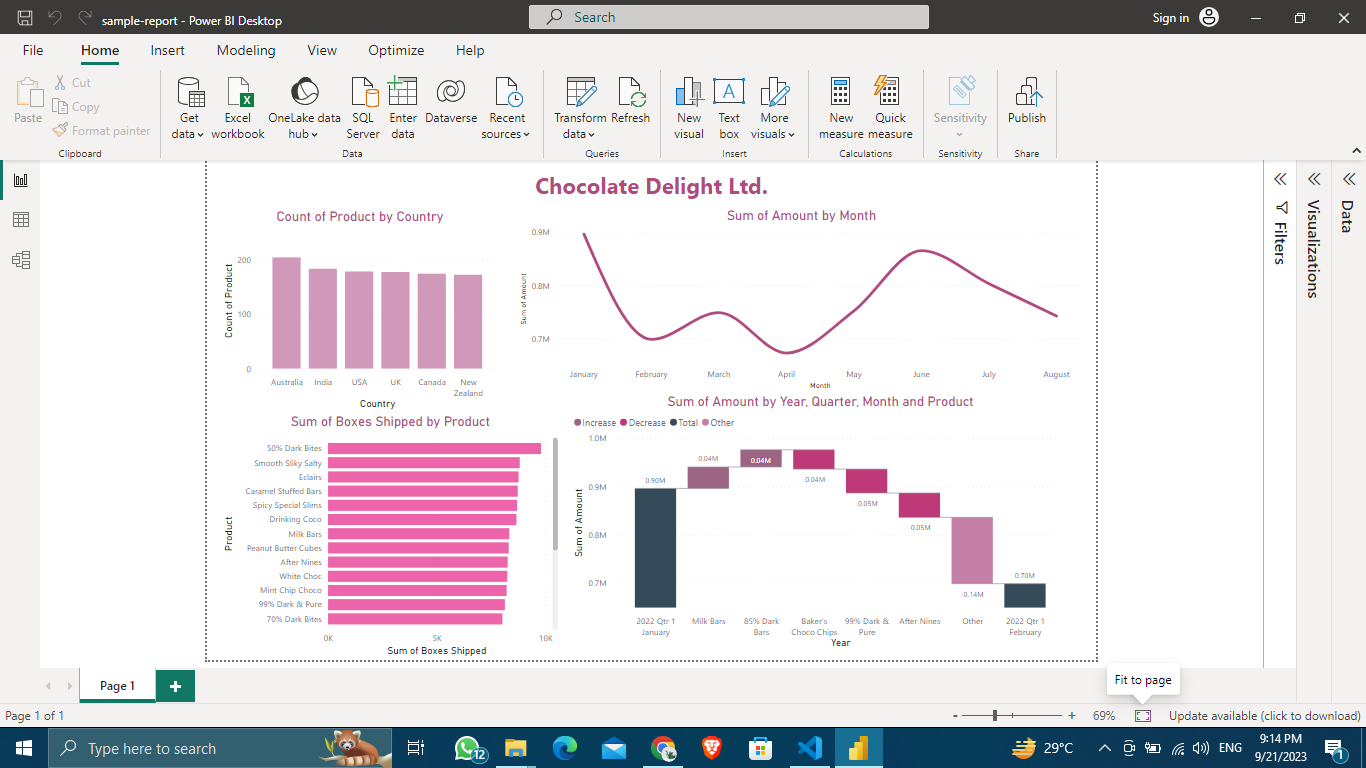 sample-report - Power BI Desktop
Search
Sign in
File Home Insert Modeling View Optimize Help
Paste
Cut
Copy
Format painter
Clipboard
Get data
Excel workbook
OneLake data hub
SQL Server
Enter data
Dataverse
Recent sources
Data
Transform data
Refresh
Queries
New visual
Text box
More visuals
Insert
New measure
Quick measure
Calculations
Sensitivity
Sensitivity
Publish
Share
Chocolate Delight Ltd.
Count of Product by Country
Count of Product
200
100
0
Australia India USA UK Canada New Zealand
Country
Sum of Amount by Month
Sum of Amount
0.9M
0.8M
0.7M
January February March April May June July August
Month
Sum of Boxes Shipped by Product
Product
50% Dark Bites
Smooth Sliky Salty
Eclairs
Caramel Stuffed Bars
Spicy Special Slims
Drinking Coco
Milk Bars
Peanut Butter Cubes
After Nines
White Choc
Mint Chip Choco
99% Dark & Pure
70% Dark Bites
0K 5K 10K
Sum of Boxes Shipped
Sum of Amount by Year, Quarter, Month and Product
Increase Decrease Total Other
Sum of Amount
1.0M
0.9M
0.8M
0.7M
0.90M
0.04M
0.04M
-0.04M
-0.05M
-0.05M
-0.14M
0.70M
2022 Qtr 1 January
Milk Bars
85% Dark Bars
Baker's Choco Chips
99% Dark & Pure
After Nines
Other
2022 Qtr 1 February
Year
Filters
Visualizations
Data
Page 1
+
Fit to page
Page 1 of 1
- + 69%
Update available (click to download)
Type here to search
12
29°C
ENG
9:14 PM
9/21/2023
1